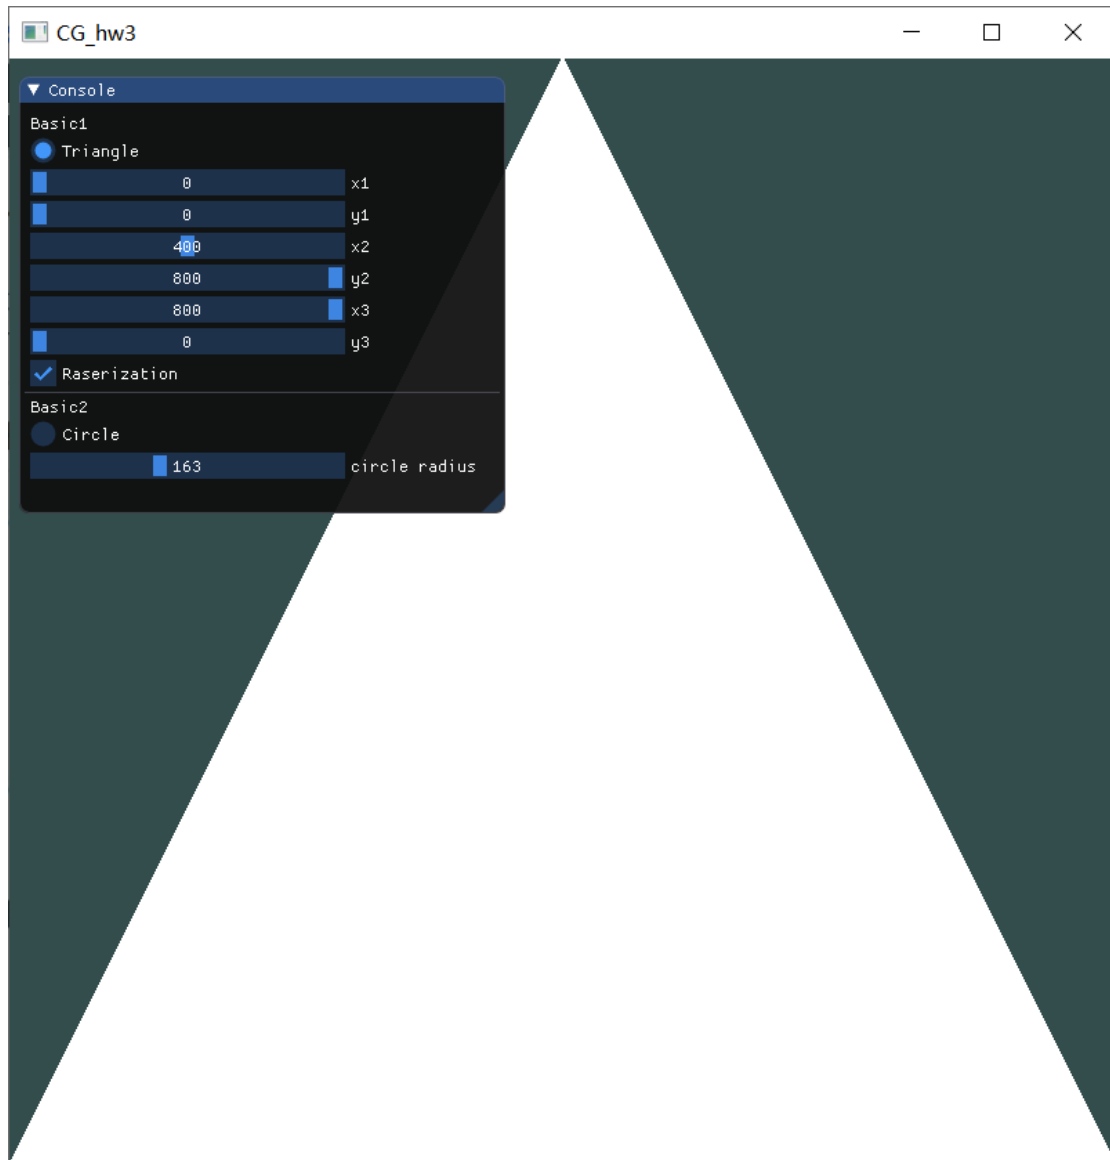 CG_hw3
Console
Basic1
Triangle
0 x1
0 y1
400 x2
800 y2
800 x3
0 y3
Raserization
Basic2
Circle
163 circle radius